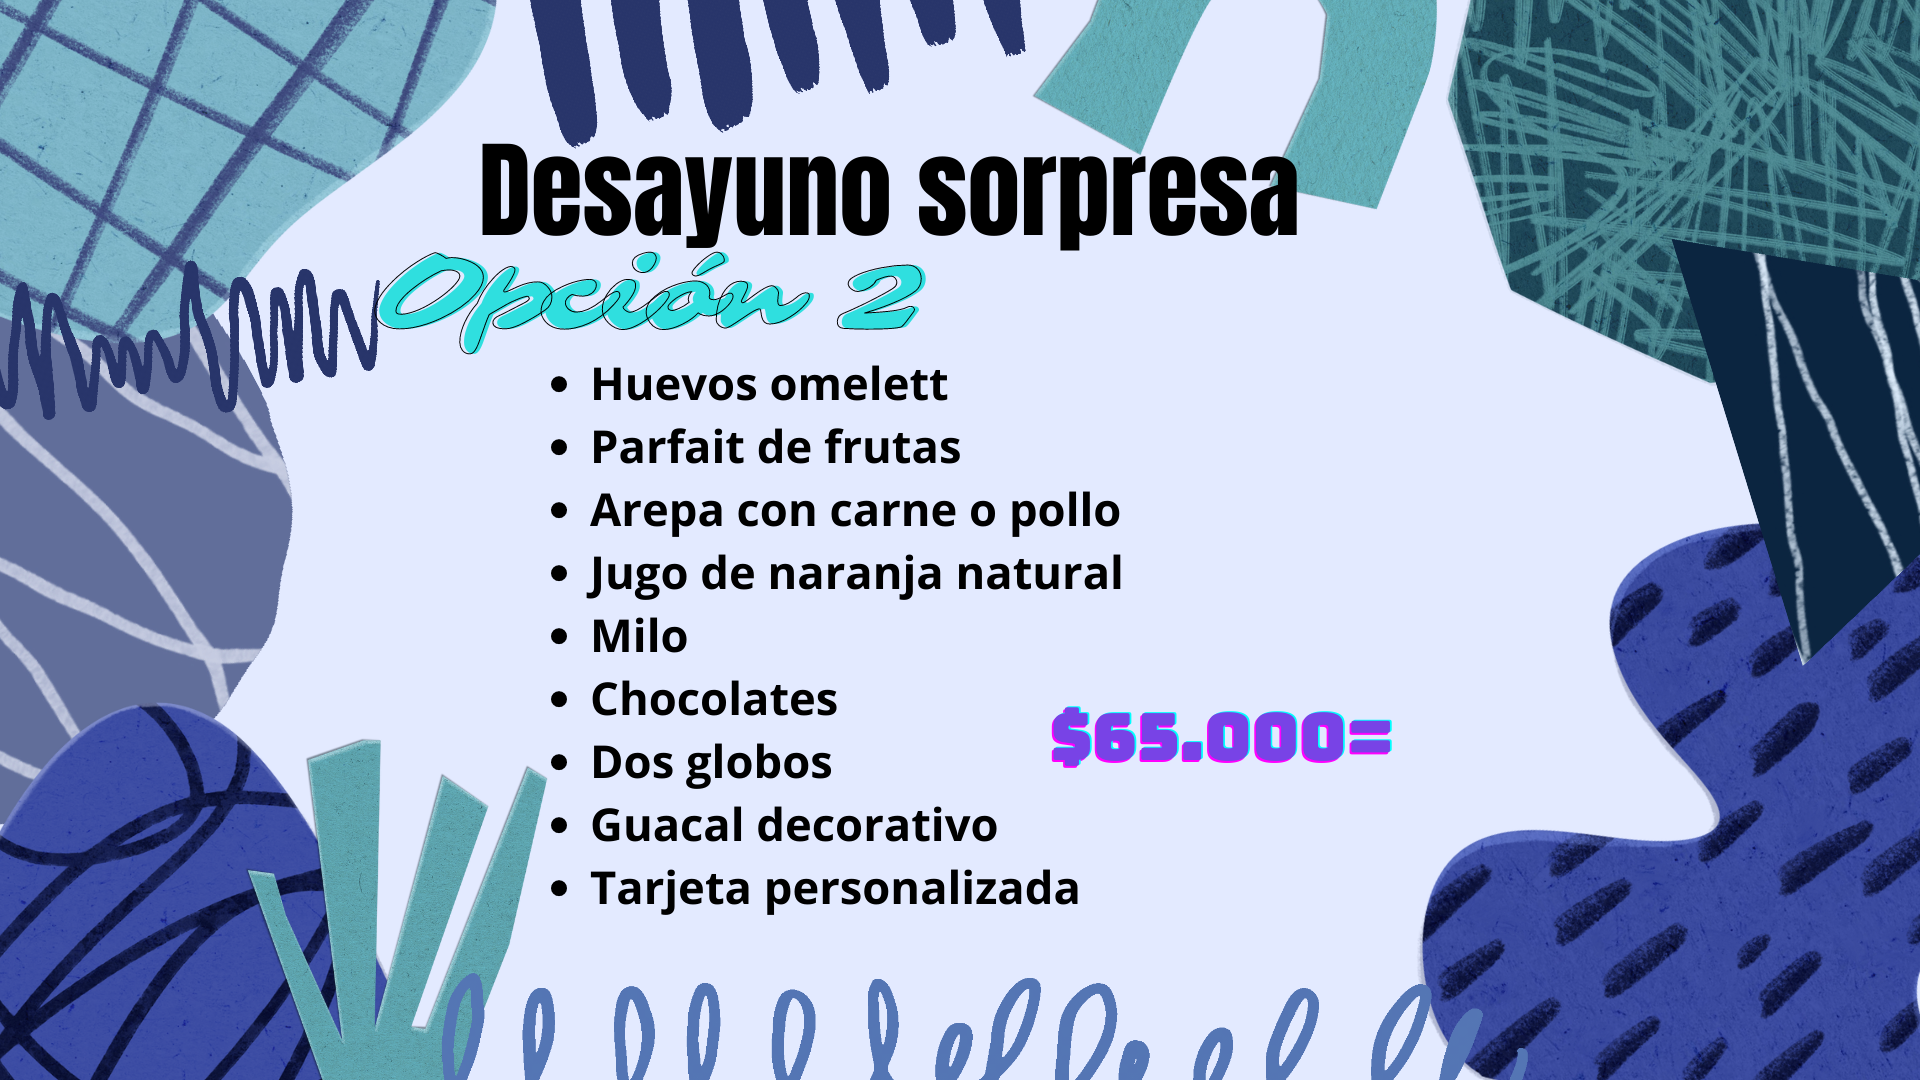 Desayuno sorpresa
Opción 2
• Huevos omelett
• Parfait de frutas
• Arepa con carne o pollo
• Jugo de naranja natural
• Milo
• Chocolates
• Dos globos
• Guacal decorativo
• Tarjeta personalizada
$65.000=